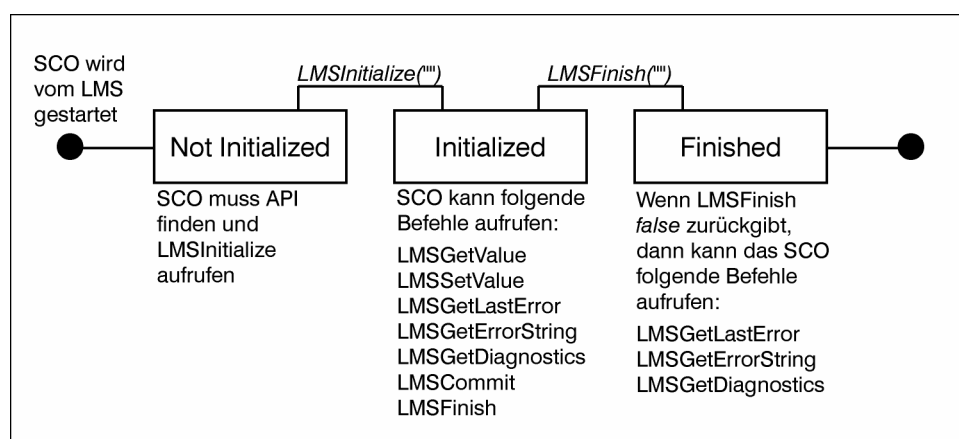 SCO wird
vom LMS
gestartet
LMSInitialize("")
LMSFinish("")
Not Initialized
Initialized
Finished
SCO muss API
finden und
LMSInitialize
aufrufen
SCO kann folgende
Befehle aufrufen:
LMSGetValue
LMSSetValue
LMSGetLastError
LMSGetErrorString
LMSGetDiagnostics
LMSCommit
LMSFinish
Wenn LMSFinish
false zurückgibt,
dann kann das SCO
folgende Befehle
aufrufen:
LMSGetLastError
LMSGetErrorString
LMSGetDiagnostics